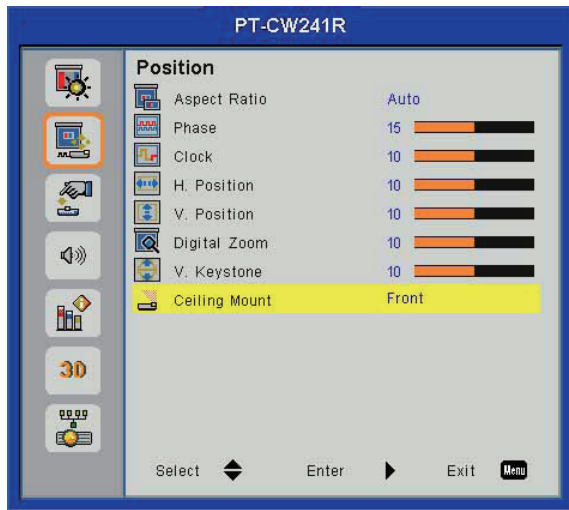 PT-CW241R
Position
Aspect Ratio Auto
Phase 15
Clock 10
H. Position 10
V. Position 10
Digital Zoom 10
V. Keystone 10
Ceiling Mount Front
3D
Select Enter Exit Menu